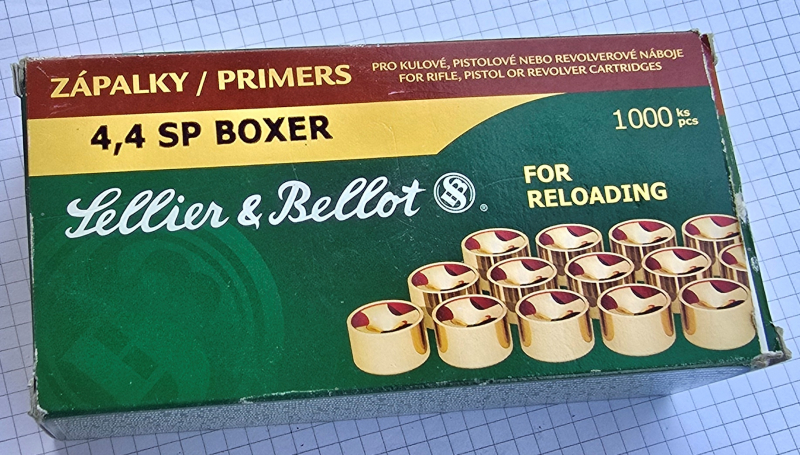 ZÁPALKY / PRIMERS
PRO KULOVÉ, PISTOLOVÉ NEBO REVOLVEROVÉ NÁBOJE
FOR RIFLE, PISTOL OR REVOLVER CARTRIDGES
4,4 SP BOXER
1000 ks
pcs
Sellier & Bellot SB ®
FOR
RELOADING